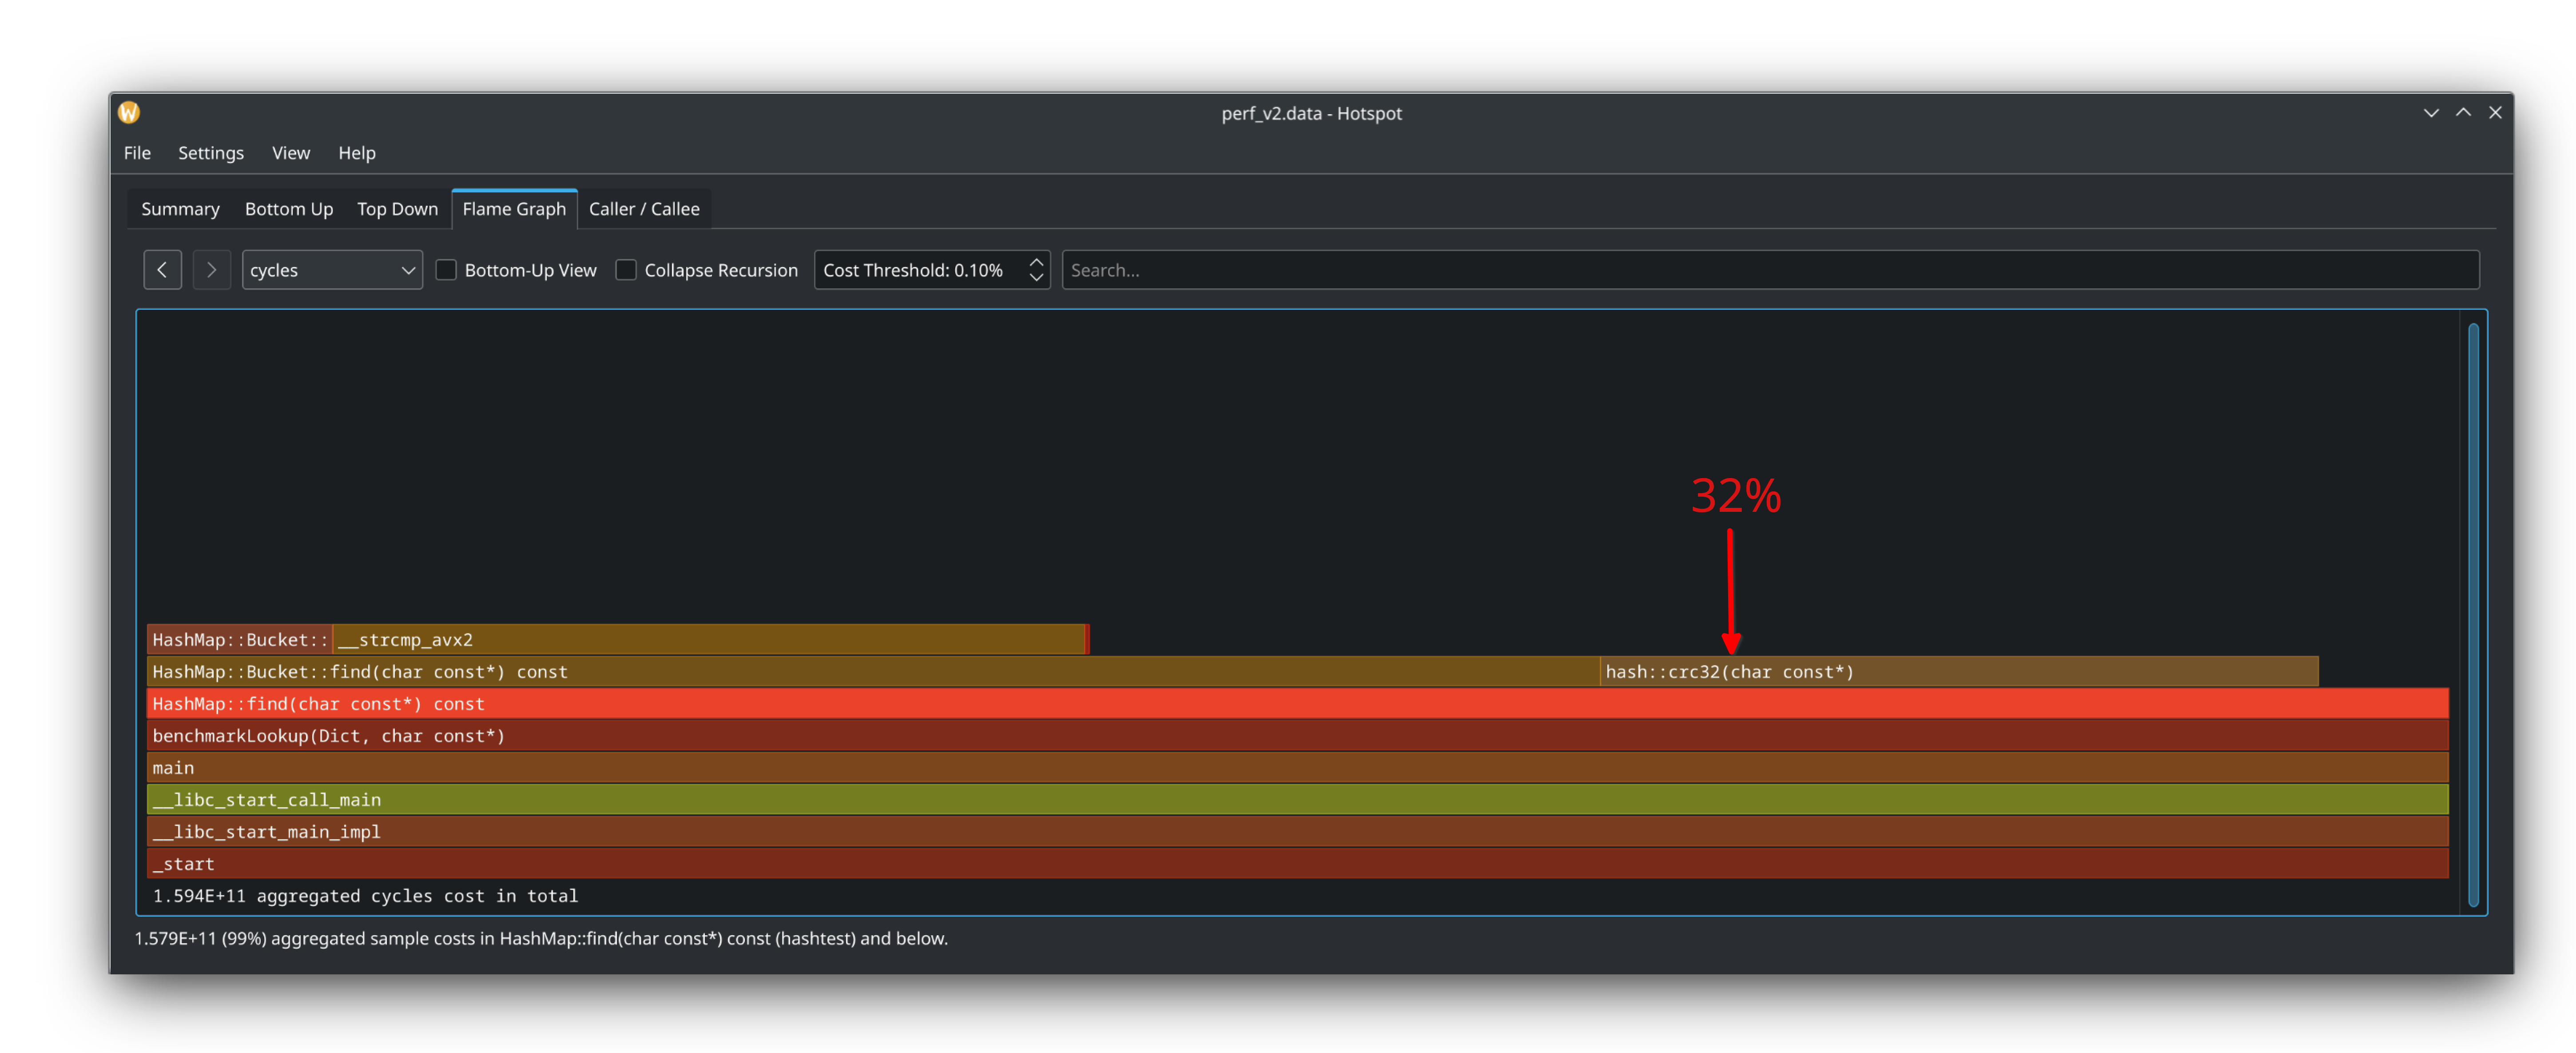 W
perf_v2.data - Hotspot
File Settings View Help
Summary Bottom Up Top Down Flame Graph Caller / Callee
cycles Bottom-Up View Collapse Recursion Cost Threshold: 0.10% Search...
32%
HashMap::Bucket:: __strcmp_avx2
HashMap::Bucket::find(char const*) const hash::crc32(char const*)
HashMap::find(char const*) const
benchmarkLookup(Dict, char const*)
main
__libc_start_call_main
__libc_start_main_impl
_start
1.594E+11 aggregated cycles cost in total
1.579E+11 (99%) aggregated sample costs in HashMap::find(char const*) const (hashtest) and below.